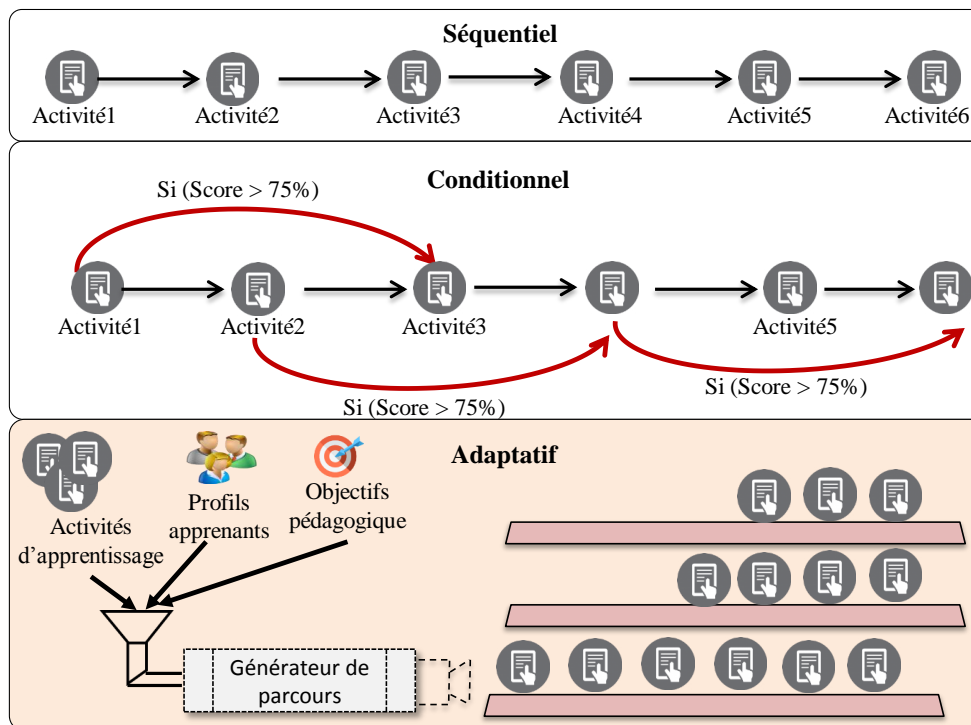 Séquentiel
Activité1
Activité2
Activité3
Activité4
Activité5
Activité6
Conditionnel
Si (Score > 75%)
Activité1
Activité2
Activité3
Activité5
Si (Score > 75%)
Si (Score > 75%)
Adaptatif
Activités
d’apprentissage
Profils
apprenants
Objectifs
pédagogique
Générateur de
parcours